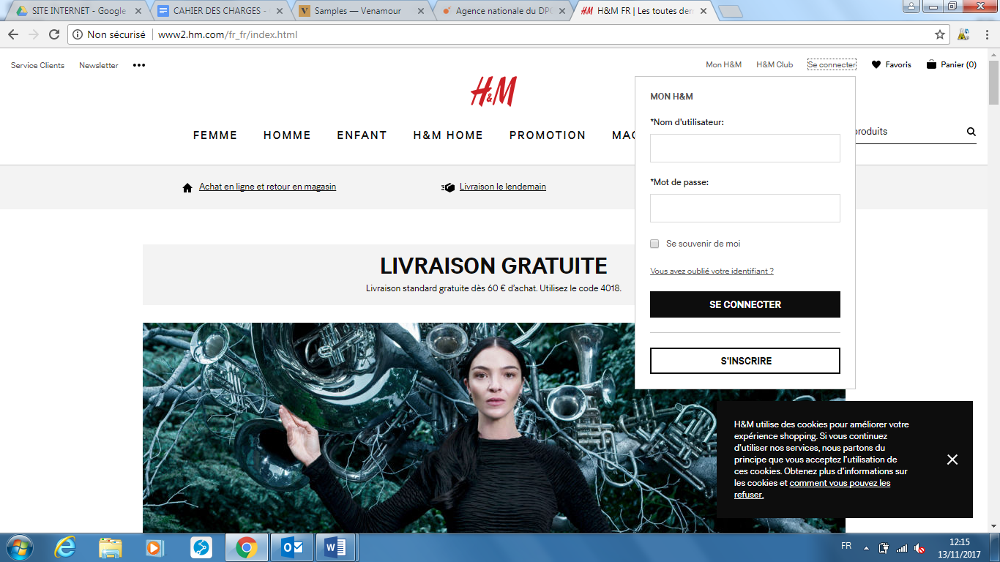 SITE INTERNET - Google
CAHIER DES CHARGES -
Samples — Venamour
Agence nationale du DPC
H&M FR | Les toutes der
Non sécurisé
www2.hm.com/fr_fr/index.html
Service Clients
Newsletter
•••
Mon H&M
H&M Club
Se connecter
Favoris
Panier (0)
H&M
FEMME
HOMME
ENFANT
H&M HOME
PROMOTION
MAG
produits
Achat en ligne et retour en magasin
Livraison le lendemain
MON H&M
*Nom d'utilisateur:
*Mot de passe:
Se souvenir de moi
Vous avez oublié votre identifiant ?
SE CONNECTER
S'INSCRIRE
LIVRAISON GRATUITE
Livraison standard gratuite dès 60 € d'achat. Utilisez le code 4018.
H&M utilise des cookies pour améliorer votre
expérience shopping. Si vous continuez
d'utiliser nos services, nous partons du
principe que vous acceptez l'utilisation de
ces cookies. Obtenez plus d'informations sur
les cookies et comment vous pouvez les
refuser.
FR
12:15
13/11/2017